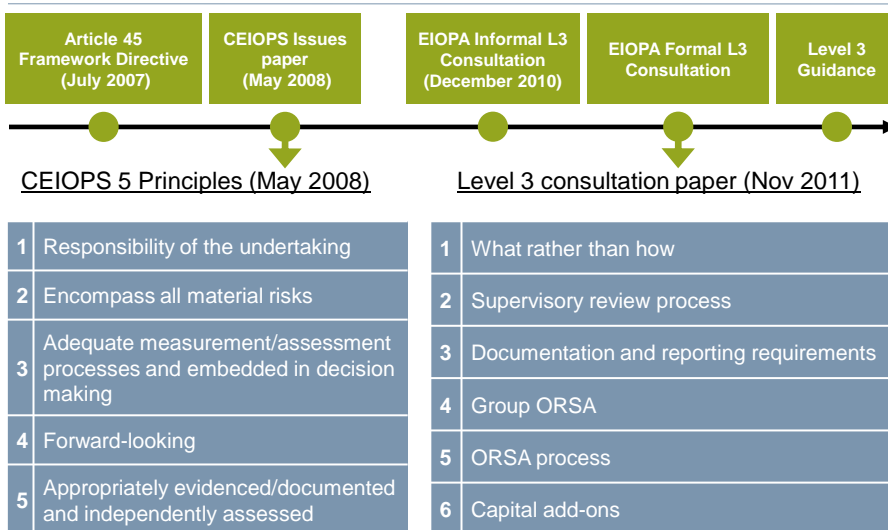 Article 45
Framework Directive
(July 2007)
CEIOPS Issues
paper
(May 2008)
EIOPA Informal L3
Consultation
(December 2010)
EIOPA Formal L3
Consultation
Level 3
Guidance
CEIOPS 5 Principles (May 2008)
1 Responsibility of the undertaking
2 Encompass all material risks
3 Adequate measurement/assessment
processes and embedded in decision
making
4 Forward-looking
5 Appropriately evidenced/documented
and independently assessed
Level 3 consultation paper (Nov 2011)
1 What rather than how
2 Supervisory review process
3 Documentation and reporting requirements
4 Group ORSA
5 ORSA process
6 Capital add-ons